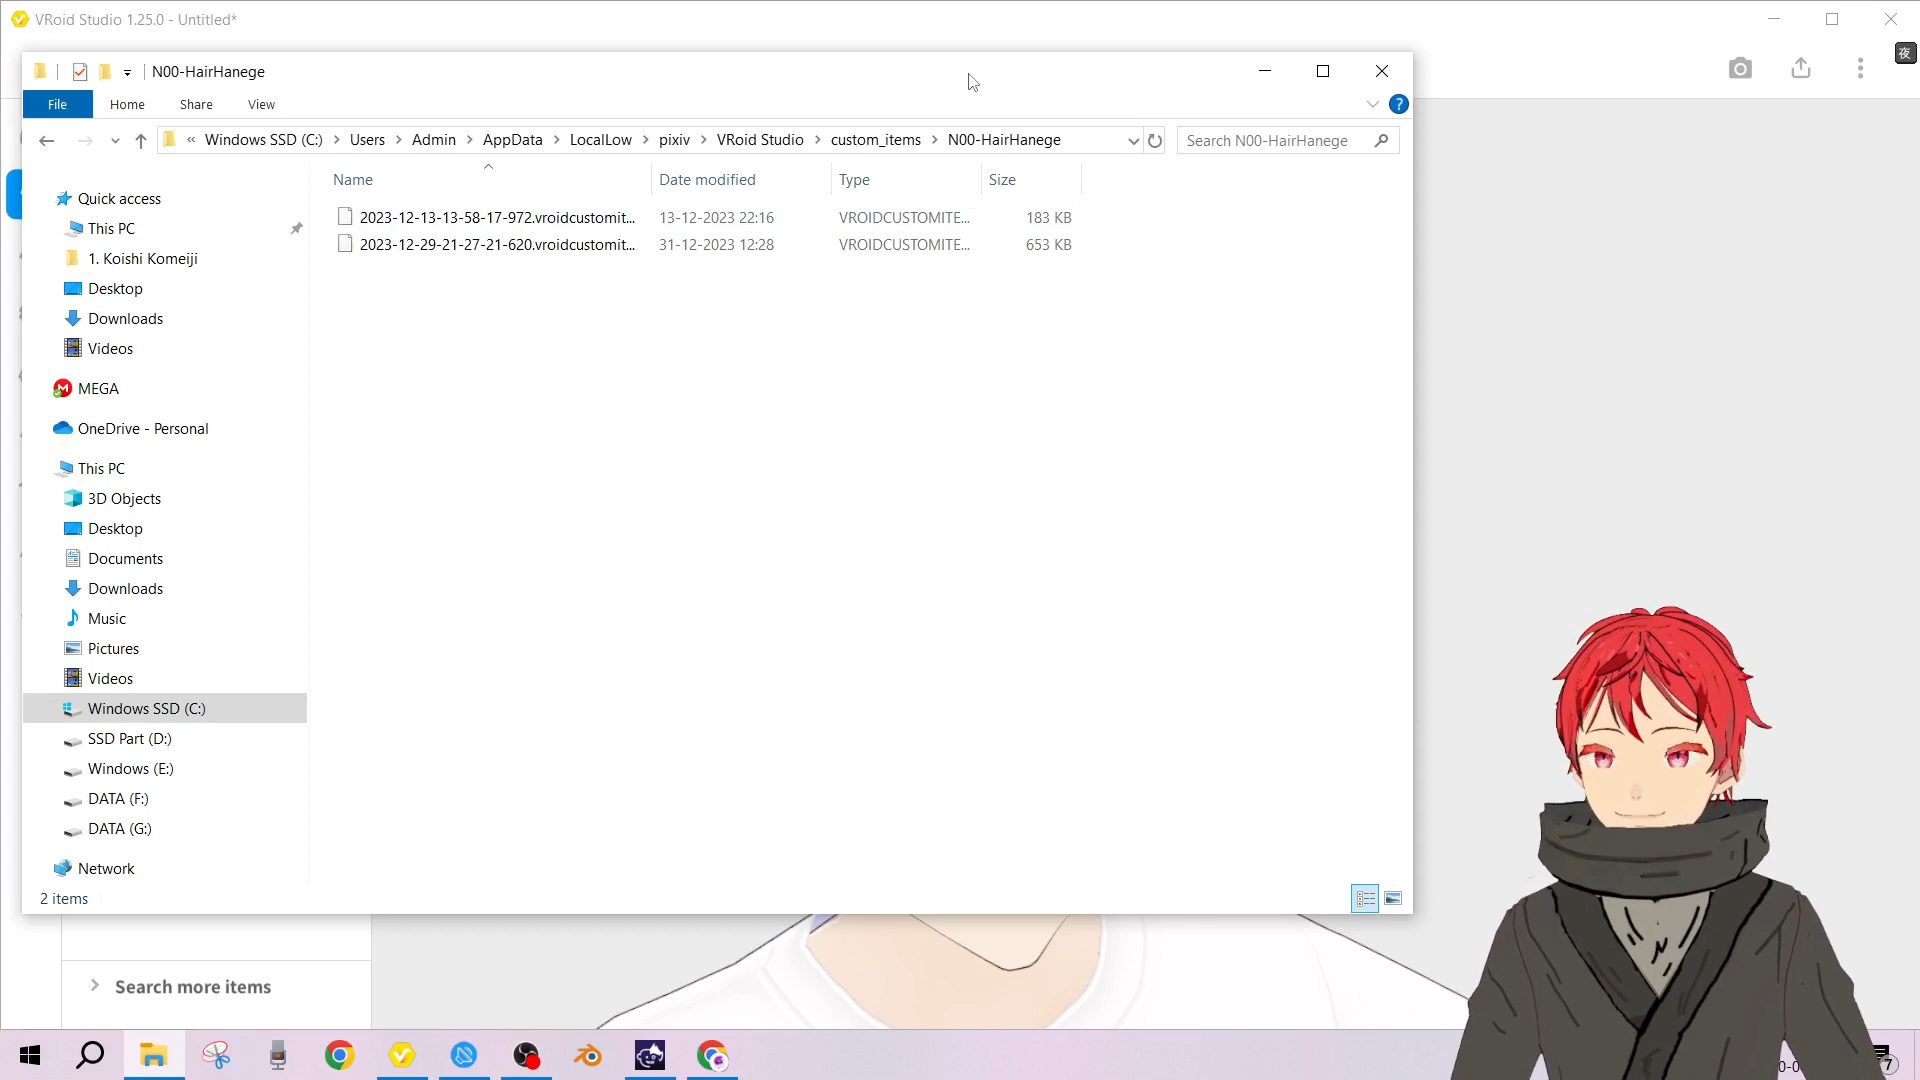 VRoid Studio 1.25.0 - Untitled*
夜
N00-HairHanege
File Home Share View
?
« Windows SSD (C:) Users Admin AppData LocalLow pixiv VRoid Studio custom_items N00-HairHanege
Search N00-HairHanege
Name Date modified Type Size
2023-12-13-13-58-17-972.vroidcustomit... 13-12-2023 22:16 VROIDCUSTOMITE... 183 KB
2023-12-29-21-27-21-620.vroidcustomit... 31-12-2023 12:28 VROIDCUSTOMITE... 653 KB
Quick access
This PC
1. Koishi Komeiji
Desktop
Downloads
Videos
MEGA
OneDrive - Personal
This PC
3D Objects
Desktop
Documents
Downloads
Music
Pictures
Videos
Windows SSD (C:)
SSD Part (D:)
Windows (E:)
DATA (F:)
DATA (G:)
Network
2 items
Search more items
7